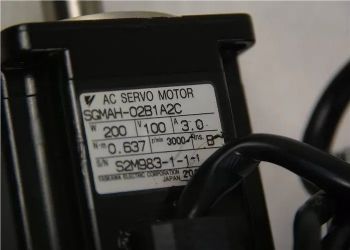 AC SERVO MOTOR
SGMAH-02B1A2C
W 200 V 100 A 3.0
N·m 0.637 r/min 3000 Ins. B
S/N S2M983-1-1-1
YASKAWA ELECTRIC CORPORATION
JAPAN